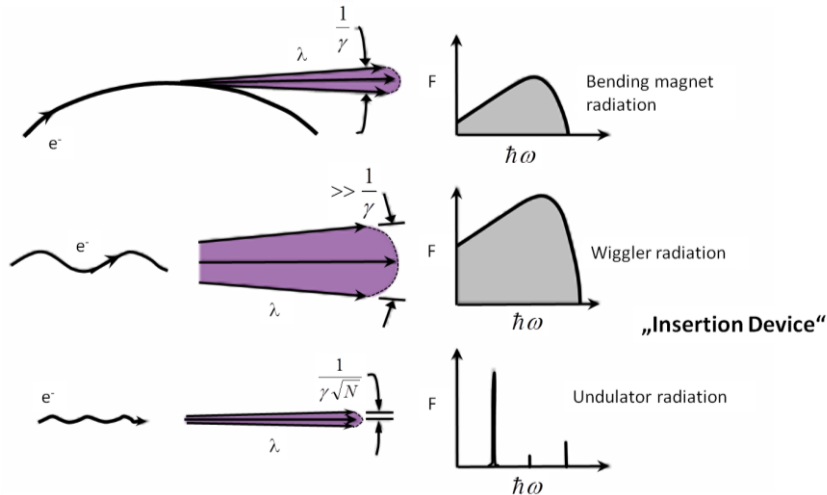 1/γ
λ
e⁻
F
ħω
Bending magnet
radiation
>> 1/γ
e⁻
λ
F
ħω
Wiggler radiation
„Insertion Device“
1/γ√N
e⁻
λ
F
ħω
Undulator radiation